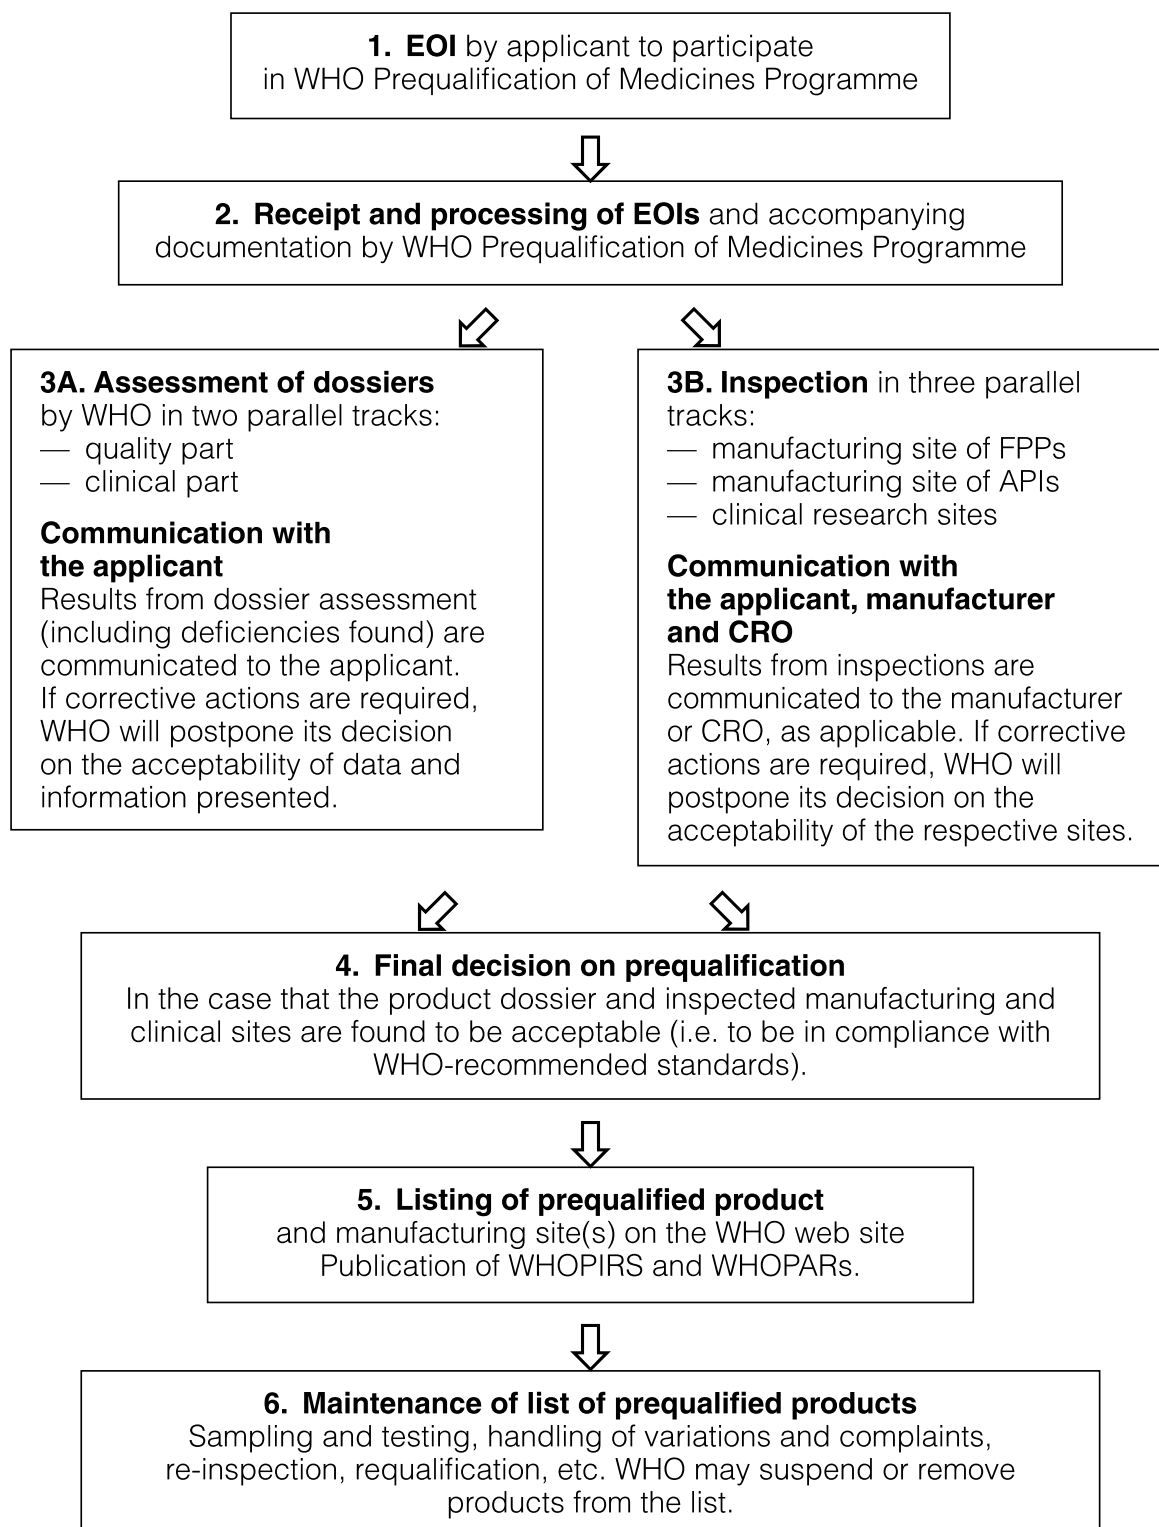 1. EOI by applicant to participate
in WHO Prequalification of Medicines Programme
2. Receipt and processing of EOIs and accompanying
documentation by WHO Prequalification of Medicines Programme
3A. Assessment of dossiers
by WHO in two parallel tracks:
— quality part
— clinical part
Communication with
the applicant
Results from dossier assessment
(including deficiencies found) are
communicated to the applicant.
If corrective actions are required,
WHO will postpone its decision
on the acceptability of data and
information presented.
3B. Inspection in three parallel
tracks:
— manufacturing site of FPPs
— manufacturing site of APIs
— clinical research sites
Communication with
the applicant, manufacturer
and CRO
Results from inspections are
communicated to the manufacturer
or CRO, as applicable. If corrective
actions are required, WHO will
postpone its decision on the
acceptability of the respective sites.
4. Final decision on prequalification
In the case that the product dossier and inspected manufacturing and
clinical sites are found to be acceptable (i.e. to be in compliance with
WHO-recommended standards).
5. Listing of prequalified product
and manufacturing site(s) on the WHO web site
Publication of WHOPIRS and WHOPARs.
6. Maintenance of list of prequalified products
Sampling and testing, handling of variations and complaints,
re-inspection, requalification, etc. WHO may suspend or remove
products from the list.